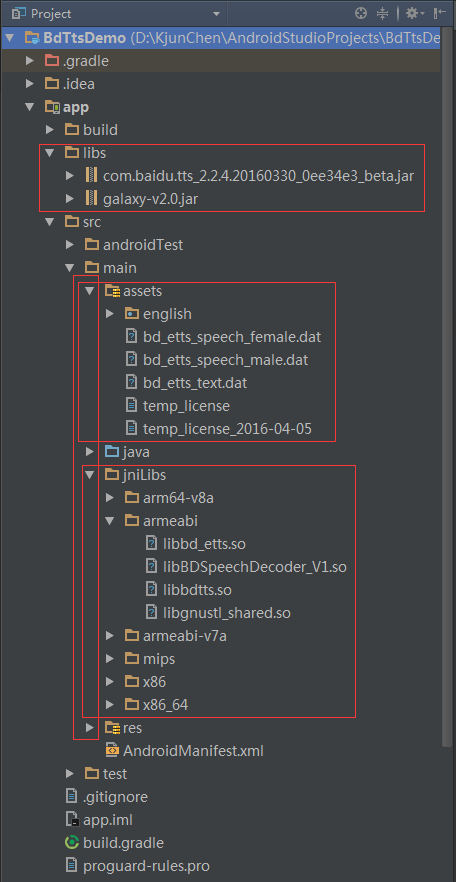 Project
BdTtsDemo (D:\KjunChen\AndroidStudioProjects\BdTtsDe
.gradle
.idea
app
build
libs
com.baidu.tts_2.2.4.20160330_0ee34e3_beta.jar
galaxy-v2.0.jar
src
androidTest
main
assets
english
bd_etts_speech_female.dat
bd_etts_speech_male.dat
bd_etts_text.dat
temp_license
temp_license_2016-04-05
java
jniLibs
arm64-v8a
armeabi
libbd_etts.so
libBDSpeechDecoder_V1.so
libbdtts.so
libgnustl_shared.so
armeabi-v7a
mips
x86
x86_64
res
AndroidManifest.xml
test
.gitignore
app.iml
build.gradle
proguard-rules.pro